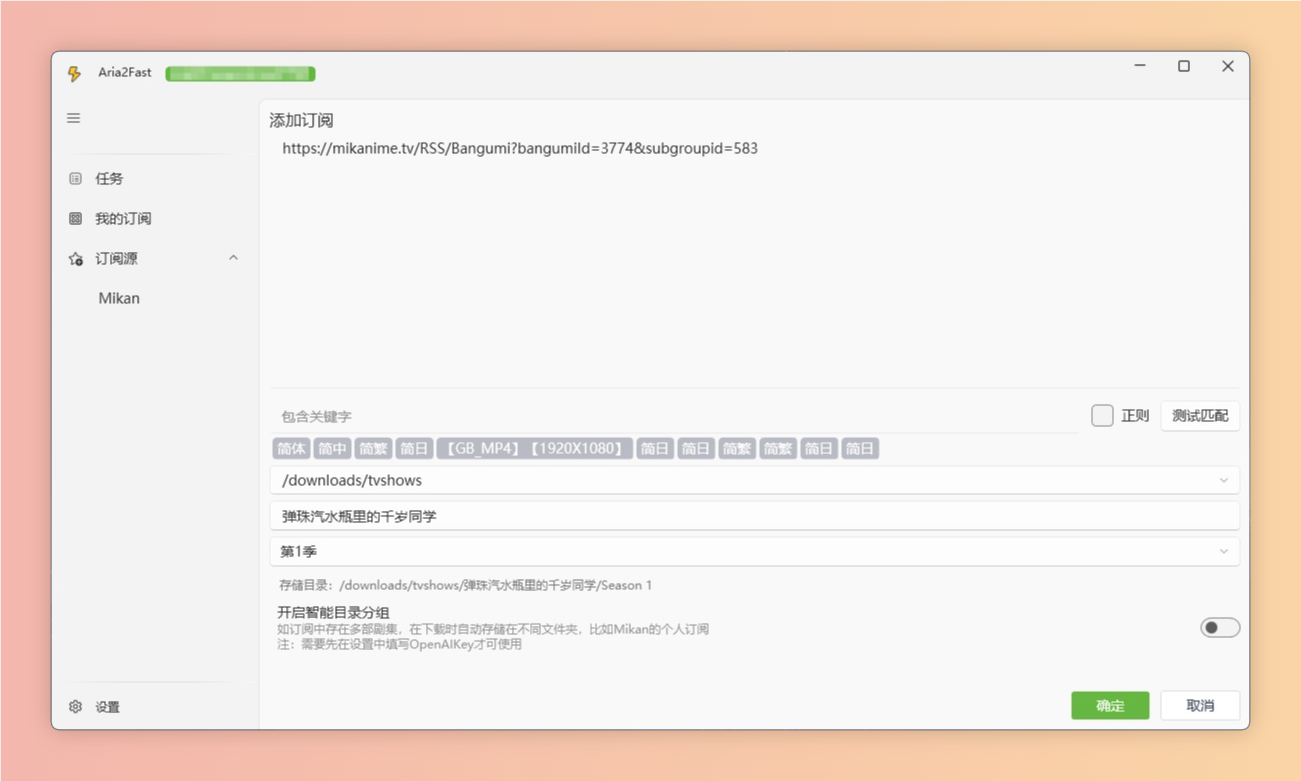 Aria2Fast
添加订阅
https://mikanime.tv/RSS/Bangumi?bangumiId=3774&subgroupid=583
任务
我的订阅
订阅源
Mikan
包含关键字 正则 测试匹配
简体 简中 简繁 简日 【GB_MP4】【1920X1080】 简日 简日 简繁 简繁 简日 简日
/downloads/tvshows
弹珠汽水瓶里的千岁同学
第1季
存储目录：/downloads/tvshows/弹珠汽水瓶里的千岁同学/Season 1
开启智能目录分组
如订阅中存在多部剧集，在下载时自动存储在不同文件夹，比如Mikan的个人订阅
注：需要先在设置中填写OpenAIKey才可使用
设置
确定 取消